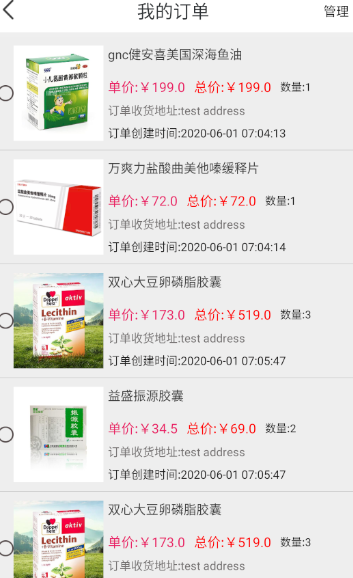 我的订单
管理
gnc健安喜美国深海鱼油
单价:￥199.0 总价:￥199.0 数量:1
订单收货地址:test address
订单创建时间:2020-06-01 07:04:13
万爽力盐酸曲美他嗪缓释片
单价:￥72.0 总价:￥72.0 数量:1
订单收货地址:test address
订单创建时间:2020-06-01 07:04:14
Doppel herz
aktiv
Lecithin
双心大豆卵磷脂胶囊
单价:￥173.0 总价:￥519.0 数量:3
订单收货地址:test address
订单创建时间:2020-06-01 07:05:47
振源胶囊
益盛振源胶囊
单价:￥34.5 总价:￥69.0 数量:2
订单收货地址:test address
订单创建时间:2020-06-01 07:05:47
Doppel herz
aktiv
Lecithin
双心大豆卵磷脂胶囊
单价:￥173.0 总价:￥519.0 数量:3
订单收货地址:test address